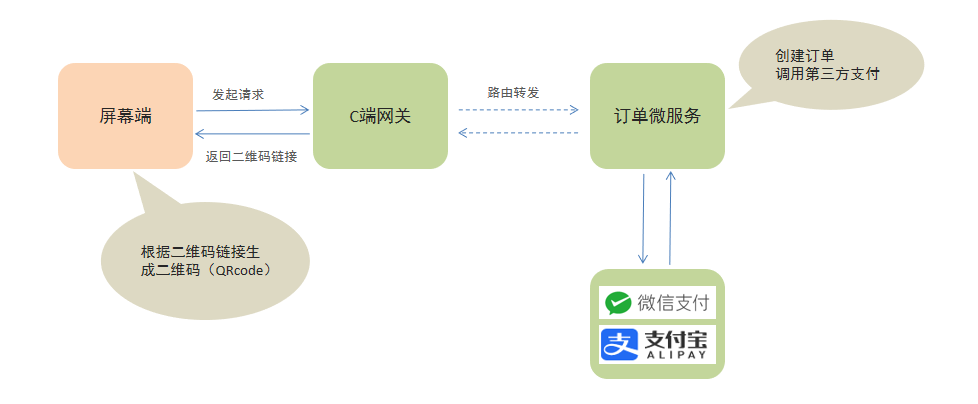 创建订单
调用第三方支付
屏幕端
发起请求
返回二维码链接
C端网关
路由转发
订单微服务
根据二维码链接生
成二维码（QRcode）
微信支付
支 支付宝
ALIPAY